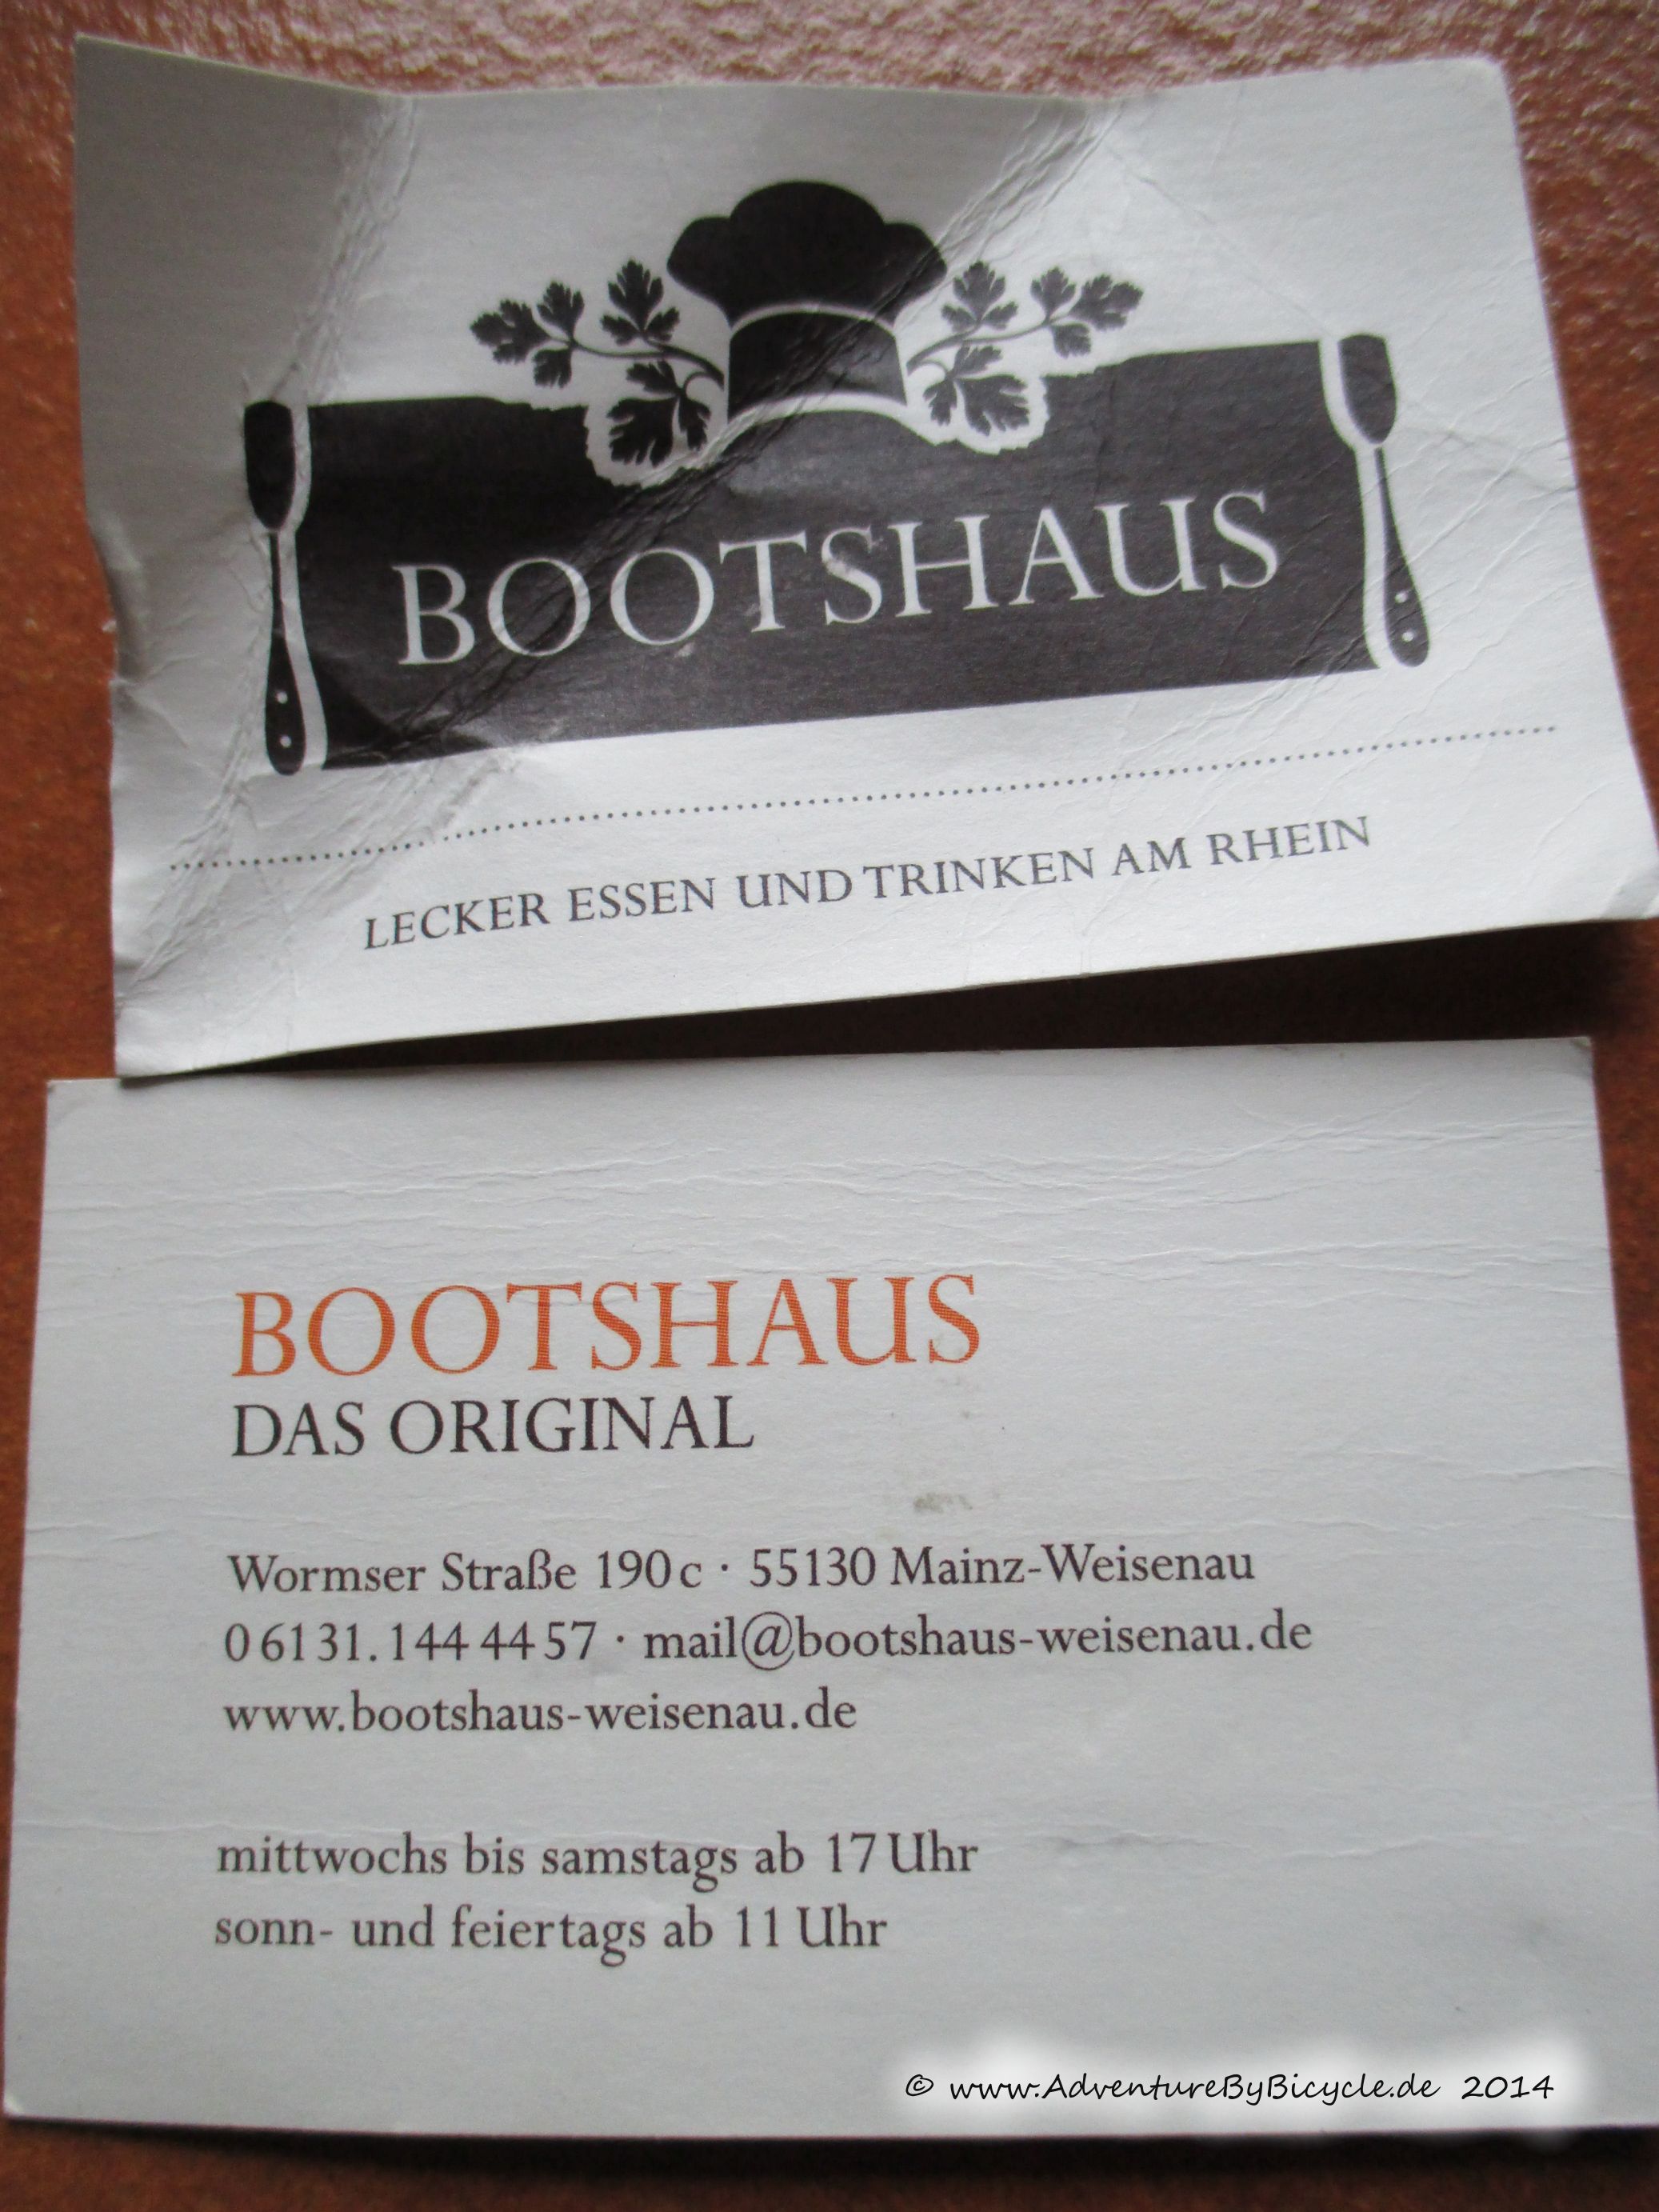 BOOTSHAUS
LECKER ESSEN UND TRINKEN AM RHEIN
BOOTSHAUS
DAS ORIGINAL
Wormser Straße 190 c · 55130 Mainz-Weisenau
0 61 31. 144 44 57 · mail@bootshaus-weisenau.de
www.bootshaus-weisenau.de
mittwochs bis samstags ab 17 Uhr
sonn- und feiertags ab 11 Uhr
© www.AdventureByBicycle.de 2014